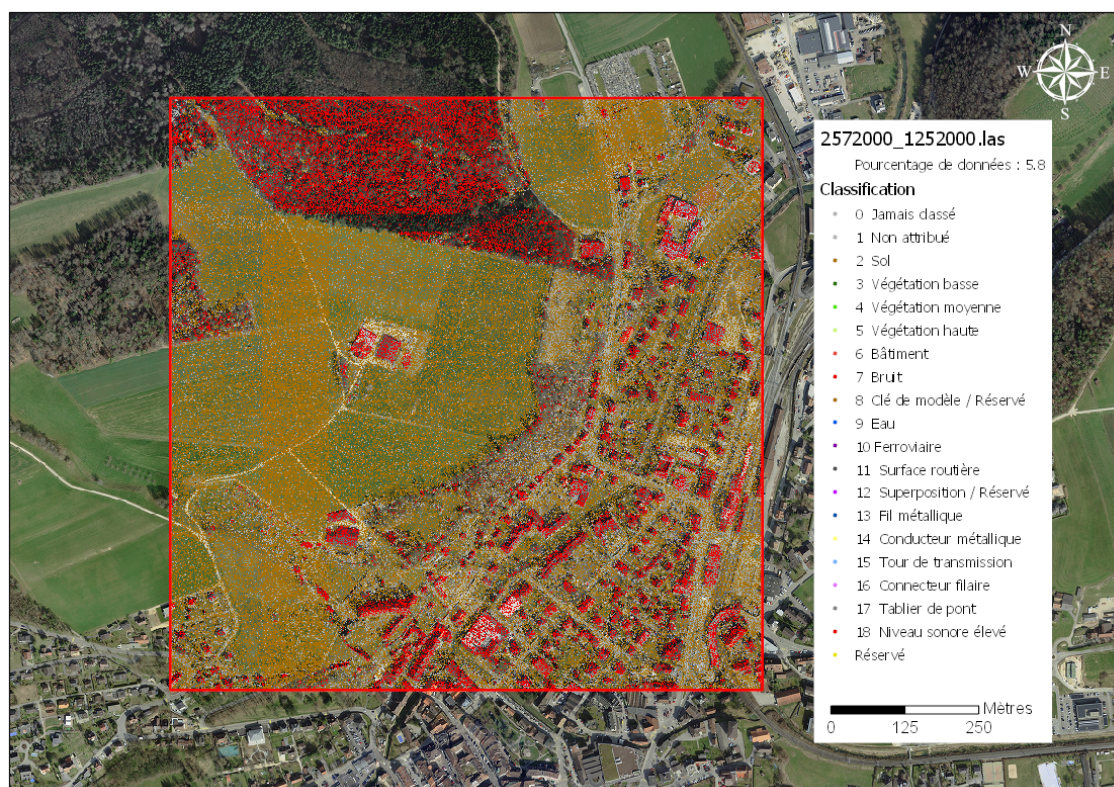 N
W E
S
2572000_1252000.las
Pourcentage de données : 5.8
Classification
0 Jamais classé
1 Non attribué
2 Sol
3 Végétation basse
4 Végétation moyenne
5 Végétation haute
6 Bâtiment
7 Bruit
8 Clé de modèle / Réservé
9 Eau
10 Ferroviaire
11 Surface routière
12 Superposition / Réservé
13 Fil métallique
14 Conducteur métallique
15 Tour de transmission
16 Connecteur filaire
17 Tablier de pont
18 Niveau sonore élevé
Réservé
Mètres
0 125 250